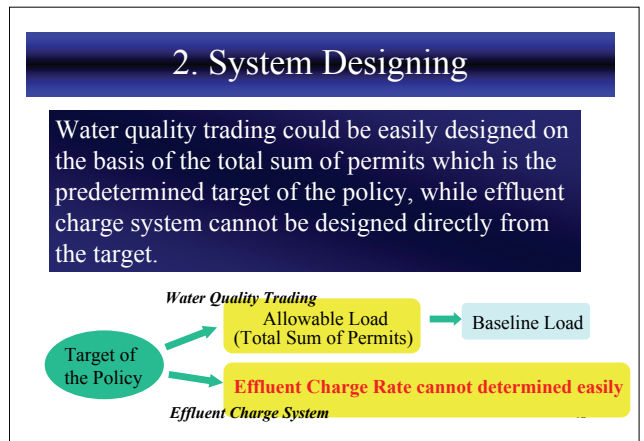 2. System Designing
Water quality trading could be easily designed on
the basis of the total sum of permits which is the
predetermined target of the policy, while effluent
charge system cannot be designed directly from
the target.
Water Quality Trading
Allowable Load
(Total Sum of Permits)
Baseline Load
Target of
the Policy
Effluent Charge Rate cannot determined easily
Effluent Charge System